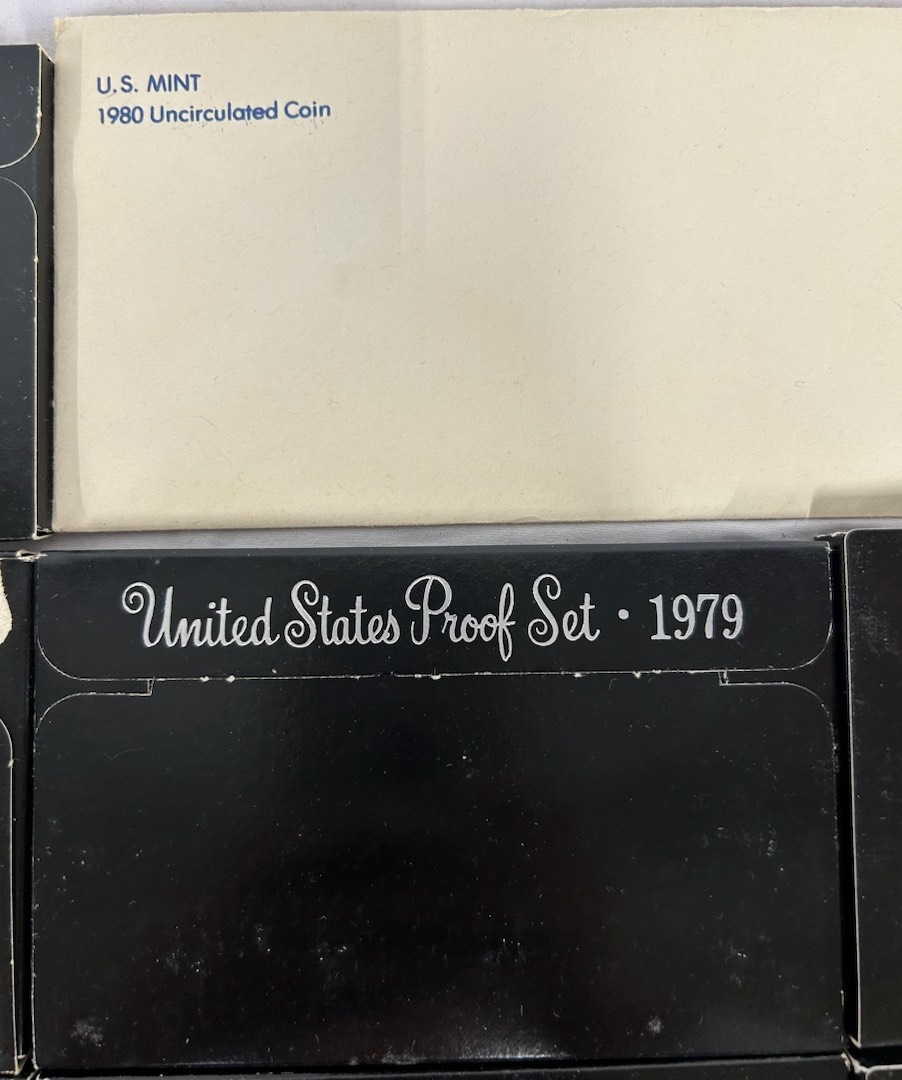 U.S. MINT
1980 Uncirculated Coin
United States Proof Set · 1979